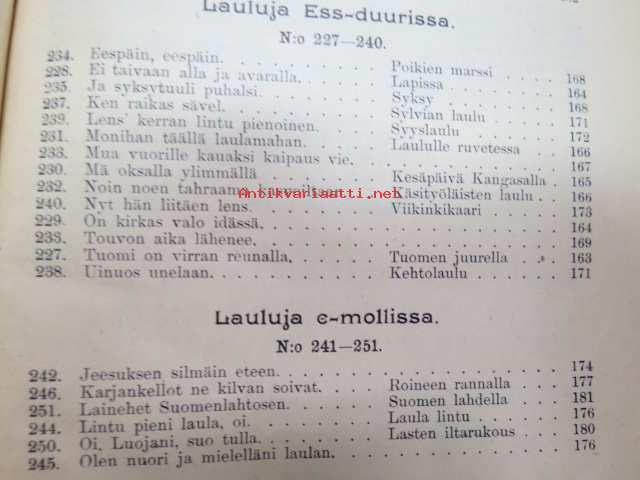 Lauluja Ess-duurissa.
N:o 227—240.
234. Eespäin, eespäin. Poikien marssi 168
228. Ei taivaan alla ja avaralla. Lapissa 164
235. Ja syksytuuli puhalsi. Syksy 168
237. Ken raikas sävel. Sylvian laulu 171
239. Lens' kerran lintu pienoinen. Syyslaulu 172
231. Monihan täällä laulamahan. Laululle ruvetessa 166
233. Mua vuorille kauaksi kaipaus vie. 167
230. Mä oksalla ylimmällä Kesäpäivä Kangasalla 165
232. Noin noen tahraama Käsityöläisten laulu 166
240. Nyt hän liitäen lens. Viikinkikaari 173
229. On kirkas valo idässä. 164
233. Touvon aika lähenee. 169
227. Tuomi on virran reunalla. Tuomen juurella 163
238. Uinuos unelaan. Kehtolaulu 171
Antikvariaatti.net
Lauluja c-mollissa.
N:o 241—251.
242. Jeesuksen silmäin eteen. 174
246. Karjankellot ne kilvan soivat. Roineen rannalla 177
251. Lainehet Suomenlahtosen. Suomen lahdella 181
244. Lintu pieni laula, oi. Laula lintu 176
250. Oi, Luojani, suo tulla. Lasten iltarukous 180
245. Olen nuori ja mielelläni laulan. 176